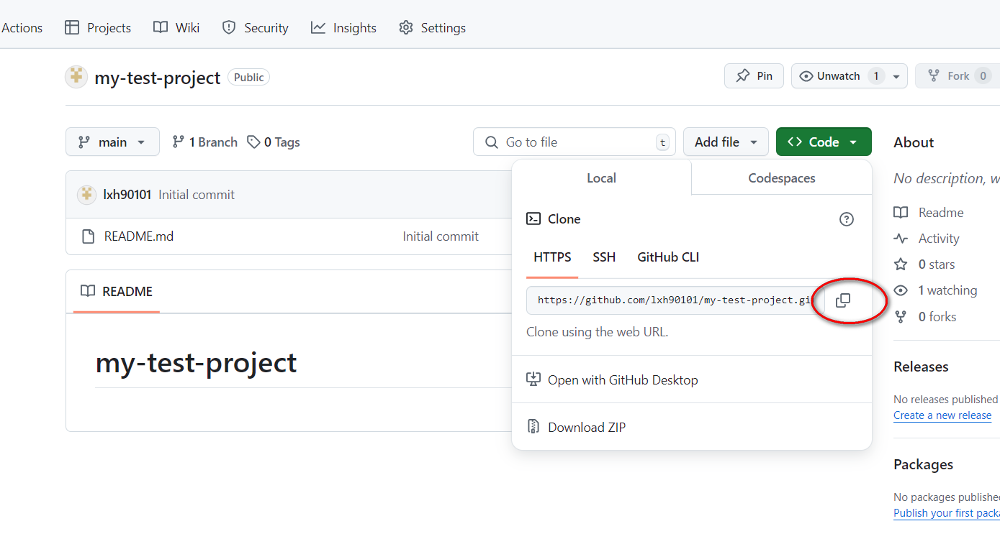 Actions Projects Wiki Security Insights Settings
my-test-project Public Pin Unwatch 1 Fork 0
main 1 Branch 0 Tags Go to file t Add file Code
About
Local Codespaces
No description, w
lxh90101 Initial commit
README.md Initial commit
Clone
HTTPS SSH GitHub CLI
https://github.com/lxh90101/my-test-project.gi
Clone using the web URL.
Open with GitHub Desktop
Download ZIP
README
my-test-project
Readme
Activity
0 stars
1 watching
0 forks
Releases
No releases published
Create a new release
Packages
No packages publishe
Publish your first packa